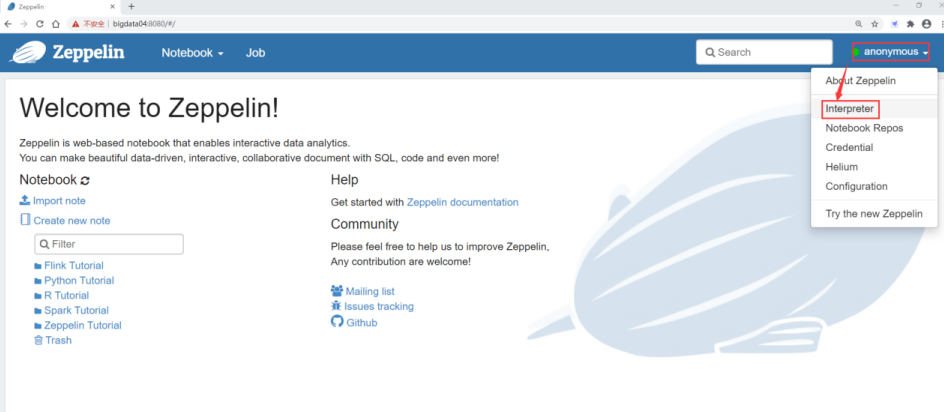 Zeppelin
不安全 | bigdata04:8080/#/
Zeppelin
Notebook
Job
Search
anonymous
About Zeppelin
Interpreter
Notebook Repos
Credential
Helium
Configuration
Try the new Zeppelin
Welcome to Zeppelin!
Zeppelin is web-based notebook that enables interactive data analytics.
You can make beautiful data-driven, interactive, collaborative document with SQL, code and even more!
Notebook
Import note
Create new note
Filter
Flink Tutorial
Python Tutorial
R Tutorial
Spark Tutorial
Zeppelin Tutorial
Trash
Help
Get started with Zeppelin documentation
Community
Please feel free to help us to improve Zeppelin,
Any contribution are welcome!
Mailing list
Issues tracking
Github